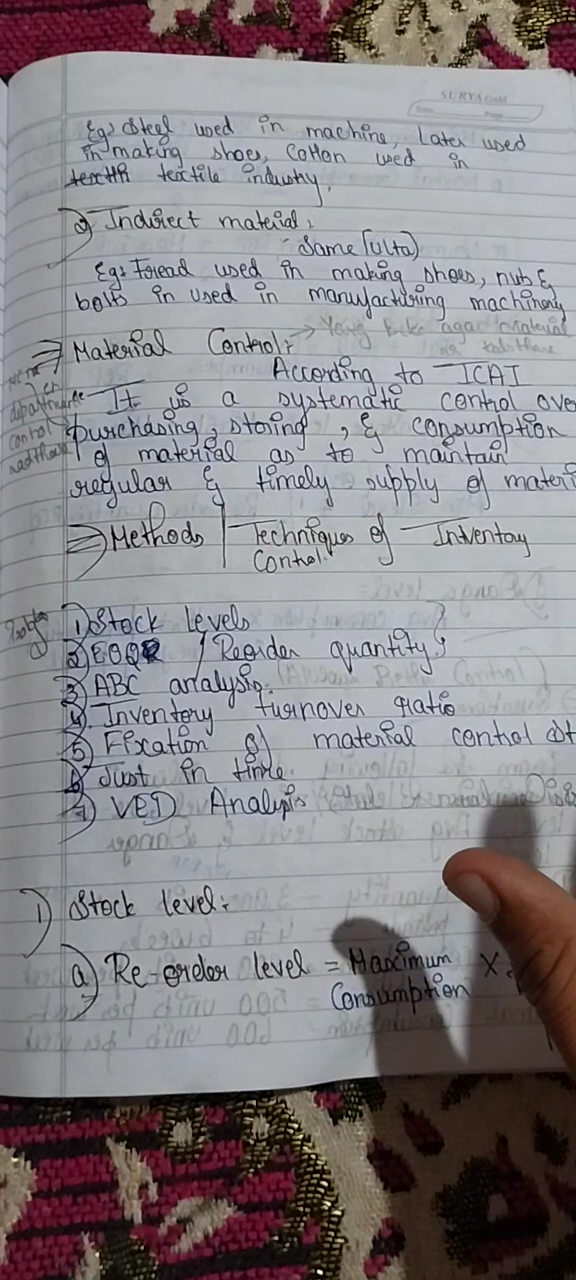 SURYA
Eg: Steel used in machine, Later used
in making shoes, Cotton used in
textile industry.
Indirect material:
Same (ulta)
Eg: Tread used in making shoes, nub &
bolts in used in manufacturing machinery
⇒ Material Control:- →
According to ICAI
It is a systematic control over
purchasing, storing, & consumption
of material as to maintain
regular & timely supply of materi
⇒ Methods / Techniques of Inventory
Control.
1) Stock levels
2) EOQ / Reorder quantity
3) ABC analysis.
4) Inventory turnover ratio
5) Fixation of material control
6) Just in time.
7) VED Analysis
1) Stock level:-
a) Re-order level = Maximum X
Consumption